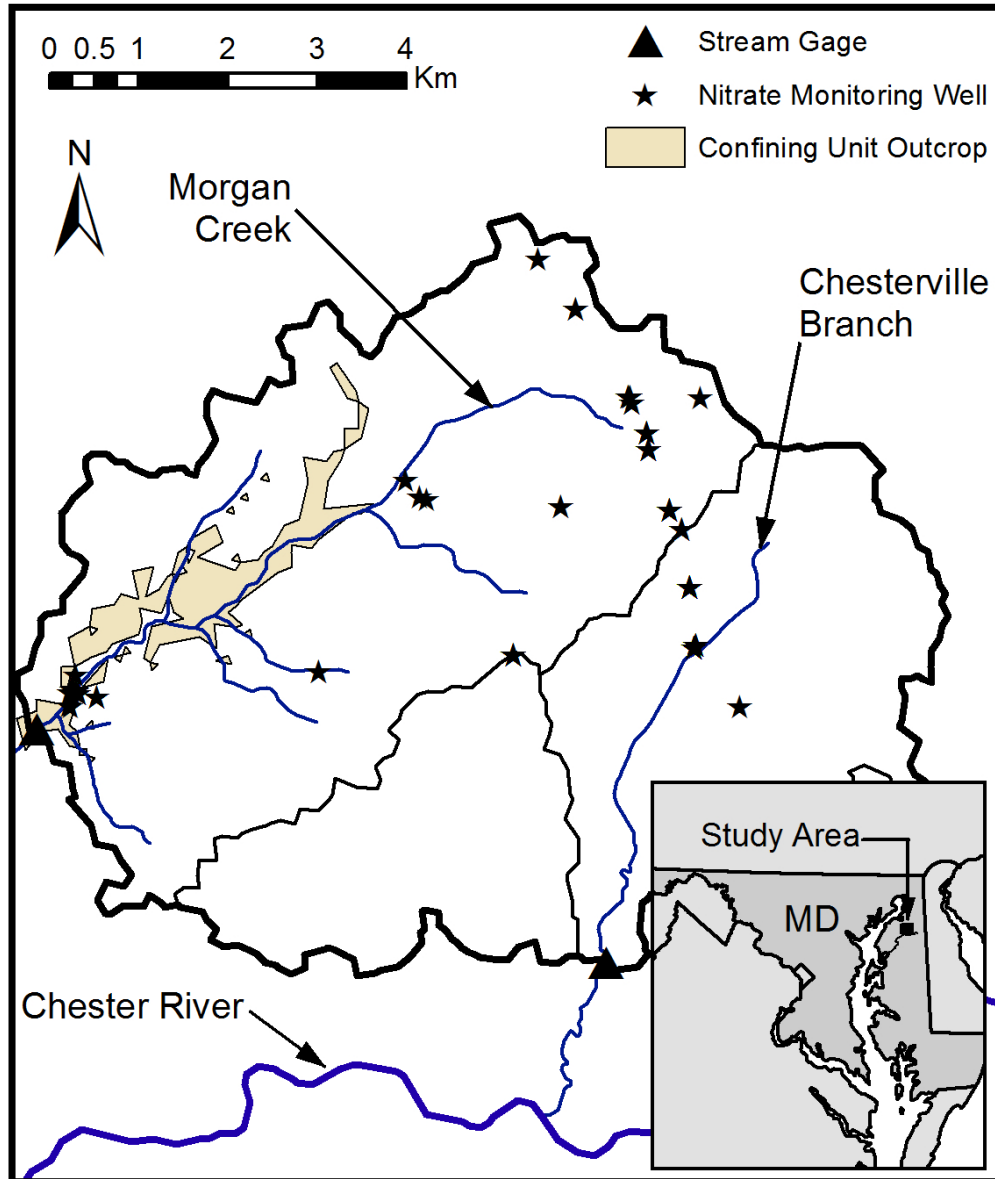 0 0.5 1 2 3 4
Km
Stream Gage
Nitrate Monitoring Well
Confining Unit Outcrop
N
Morgan
Creek
Chesterville
Branch
Study Area
MD
Chester River